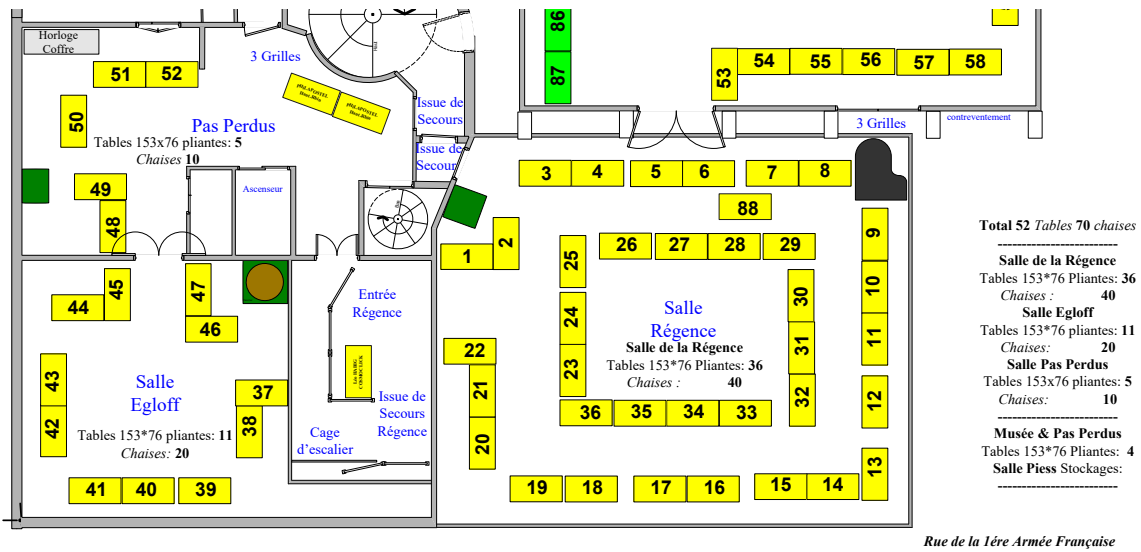 Horloge
Coffre
51
52
50
3 Grilles
PHILAPOSTEL
Haut-Rhin
PHILAPOSTEL
Haut-Rhin
Issue de
Secours
Issue de
Secour
Pas Perdus
Tables 153x76 pliantes: 5
Chaises 10
Ascenseur
49
48
86
87
53
54
55
56
57
58
3 Grilles
contreventement
3
4
5
6
7
8
88
1
2
25
26
27
28
29
9
10
11
12
13
24
23
30
31
32
22
21
20
Salle
Régence
Salle de la Régence
Tables 153*76 Pliantes: 36
Chaises : 40
36
35
34
33
19
18
17
16
15
14
44
45
47
46
43
42
37
38
Salle
Egloff
Tables 153*76 pliantes: 11
Chaises: 20
41
40
39
Entrée
Régence
Issue de
Secours
Régence
Cage
d’escalier
Total 52 Tables 70 chaises
------------------------
Salle de la Régence
Tables 153*76 Pliantes: 36
Chaises : 40
Salle Egloff
Tables 153*76 pliantes: 11
Chaises: 20
Salle Pas Perdus
Tables 153x76 pliantes: 5
Chaises: 10
------------------------
Musée & Pas Perdus
Tables 153*76 Pliantes: 4
Salle Piess Stockages:
------------------------
Rue de la 1ére Armée Française